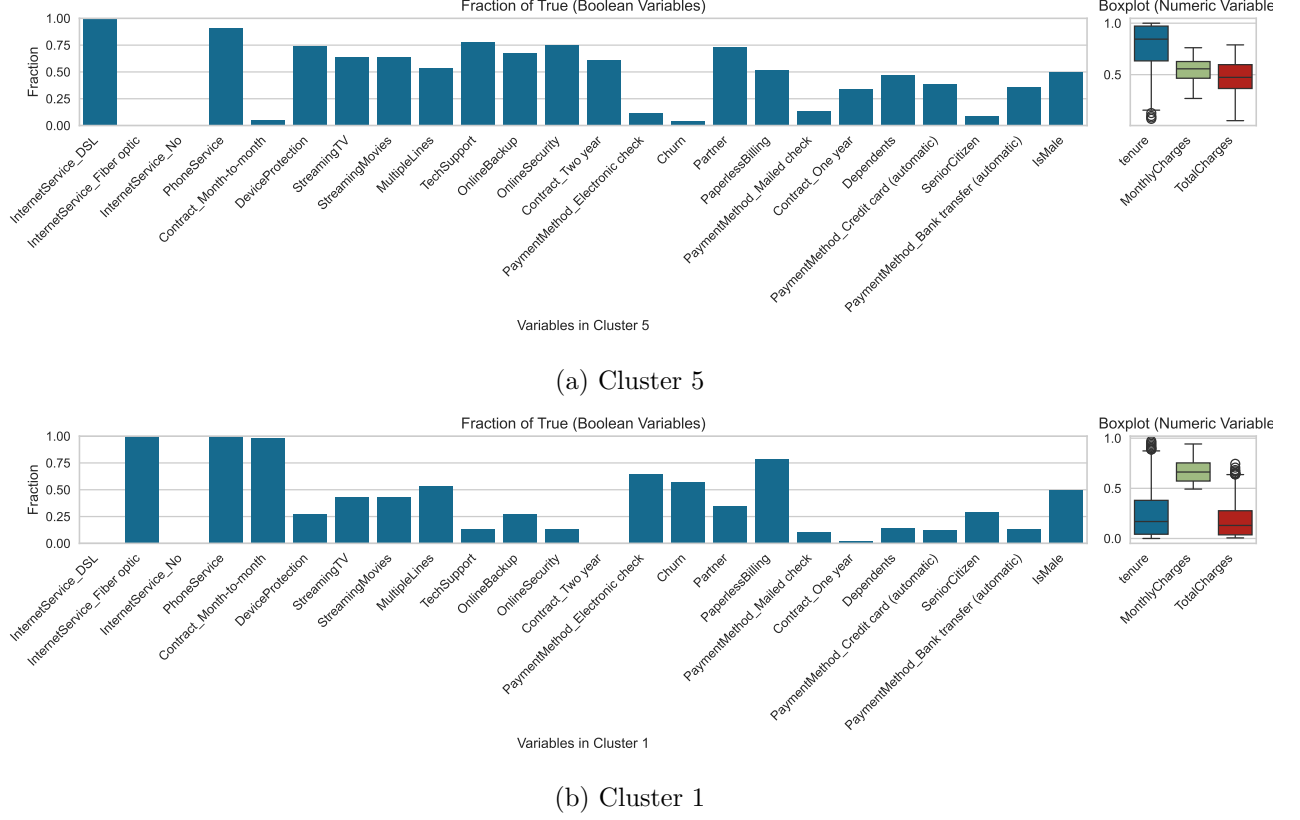 Fraction of True (Boolean Variables)
Boxplot (Numeric Variable
1.00
0.75
0.50
0.25
0.00
Fraction
1.0
0.5
InternetService_DSL
InternetService_Fiber optic
InternetService_No
PhoneService
Contract_Month-to-month
DeviceProtection
StreamingTV
StreamingMovies
MultipleLines
TechSupport
OnlineBackup
OnlineSecurity
Contract_Two year
PaymentMethod_Electronic check
Churn
Partner
PaperlessBilling
PaymentMethod_Mailed check
Contract_One year
Dependents
PaymentMethod_Credit card (automatic)
SeniorCitizen
PaymentMethod_Bank transfer (automatic)
IsMale
tenure
MonthlyCharges
TotalCharges
Variables in Cluster 5
(a) Cluster 5
Fraction of True (Boolean Variables)
Boxplot (Numeric Variable
1.00
0.75
0.50
0.25
0.00
Fraction
1.0
0.5
0.0
InternetService_DSL
InternetService_Fiber optic
InternetService_No
PhoneService
Contract_Month-to-month
DeviceProtection
StreamingTV
StreamingMovies
MultipleLines
TechSupport
OnlineBackup
OnlineSecurity
Contract_Two year
PaymentMethod_Electronic check
Churn
Partner
PaperlessBilling
PaymentMethod_Mailed check
Contract_One year
Dependents
PaymentMethod_Credit card (automatic)
SeniorCitizen
PaymentMethod_Bank transfer (automatic)
IsMale
tenure
MonthlyCharges
TotalCharges
Variables in Cluster 1
(b) Cluster 1